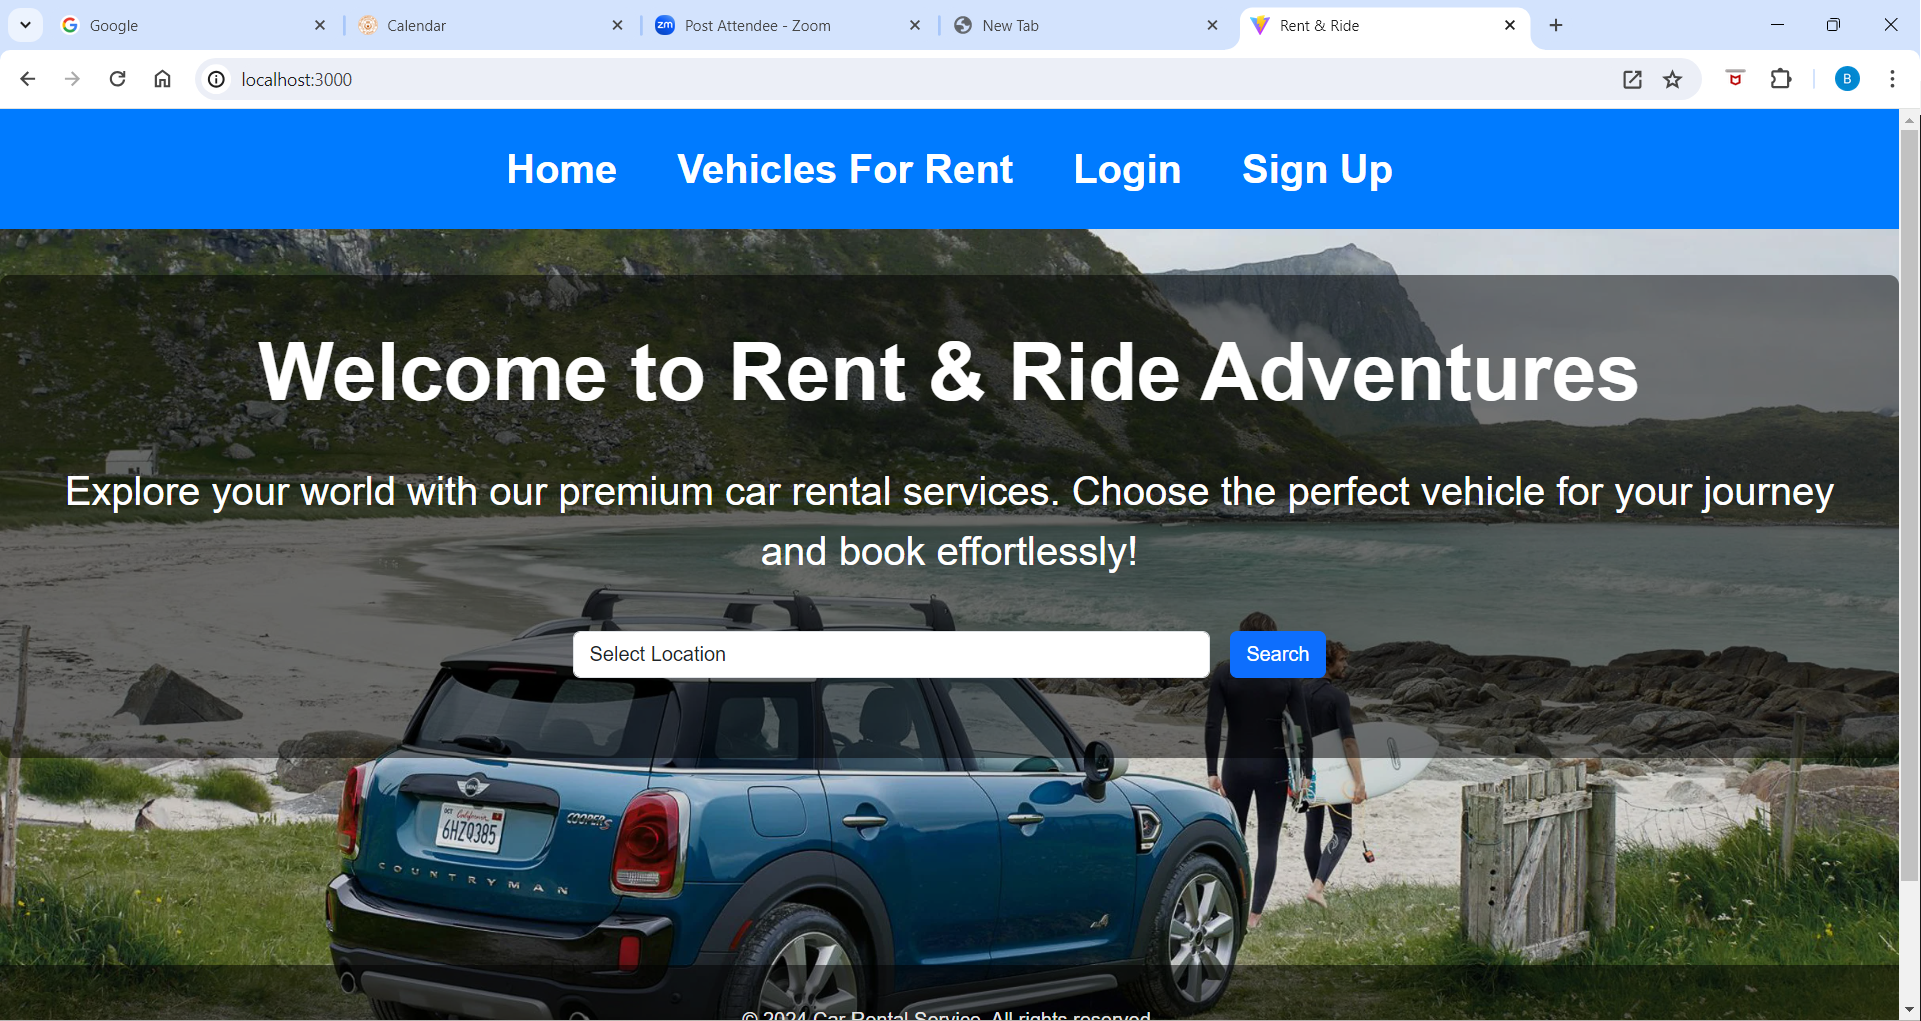 Google
Calendar
zm
Post Attendee - Zoom
New Tab
Rent & Ride
localhost:3000
B
Home
Vehicles For Rent
Login
Sign Up
Welcome to Rent & Ride Adventures
Explore your world with our premium car rental services. Choose the perfect vehicle for your journey
and book effortlessly!
Select Location
Search
MINI
California
6HZQ385
COOPER S
COUNTRYMAN
© 2024 Car Rental Service. All rights reserved.